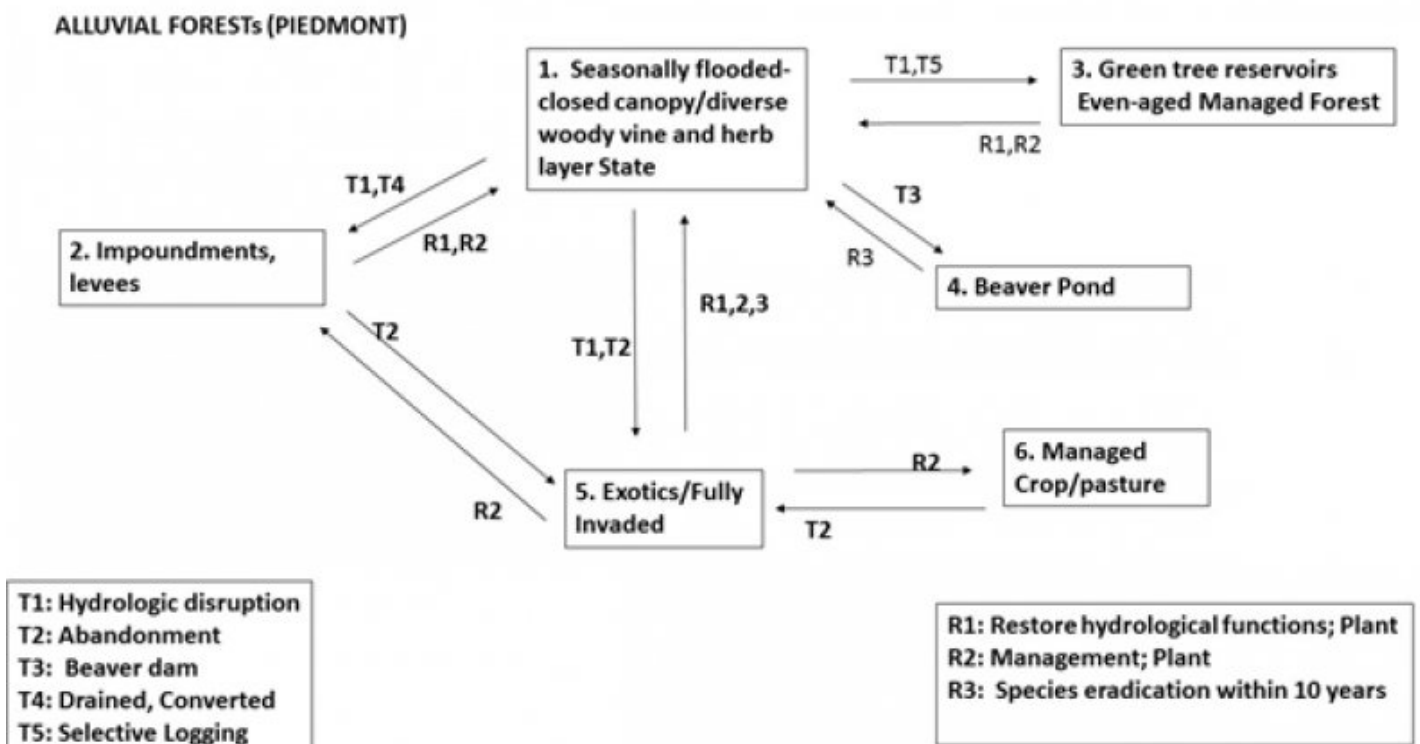 ALLUVIAL FORESTs (PIEDMONT)
1. Seasonally flooded-
closed canopy/diverse
woody vine and herb
layer State
T1,T5
R1,R2
3. Green tree reservoirs
Even-aged Managed Forest
T1,T4
R1,R2
T3
R3
2. Impoundments,
levees
4. Beaver Pond
T2
T1,T2
R1,2,3
R2
5. Exotics/Fully
Invaded
R2
T2
6. Managed
Crop/pasture
T1: Hydrologic disruption
T2: Abandonment
T3: Beaver dam
T4: Drained, Converted
T5: Selective Logging
R1: Restore hydrological functions; Plant
R2: Management; Plant
R3: Species eradication within 10 years